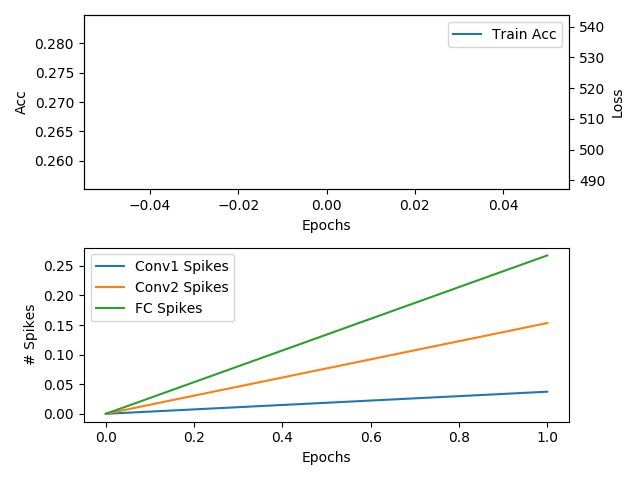 0.280
0.275
0.270
0.265
0.260
Acc
Train Acc
540
530
520
510
500
490
Loss
−0.04 −0.02 0.00 0.02 0.04
Epochs
0.25
0.20
0.15
0.10
0.05
0.00
# Spikes
Conv1 Spikes
Conv2 Spikes
FC Spikes
0.0 0.2 0.4 0.6 0.8 1.0
Epochs